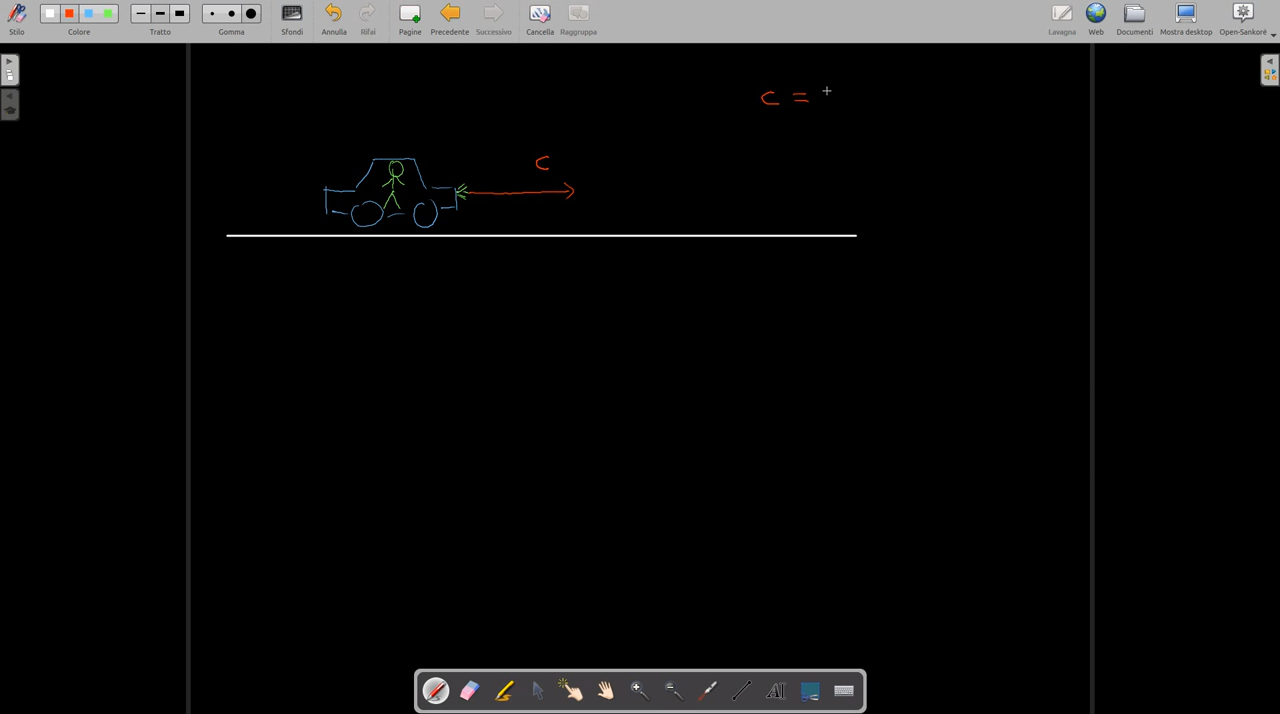 Stilo Colore Tratto Gomma Sfondi Annulla Rifai Pagine Precedente Successivo Cancella Raggruppa Lavagna Web Documenti Mostra desktop Open-Sankoré
c =
c
AI